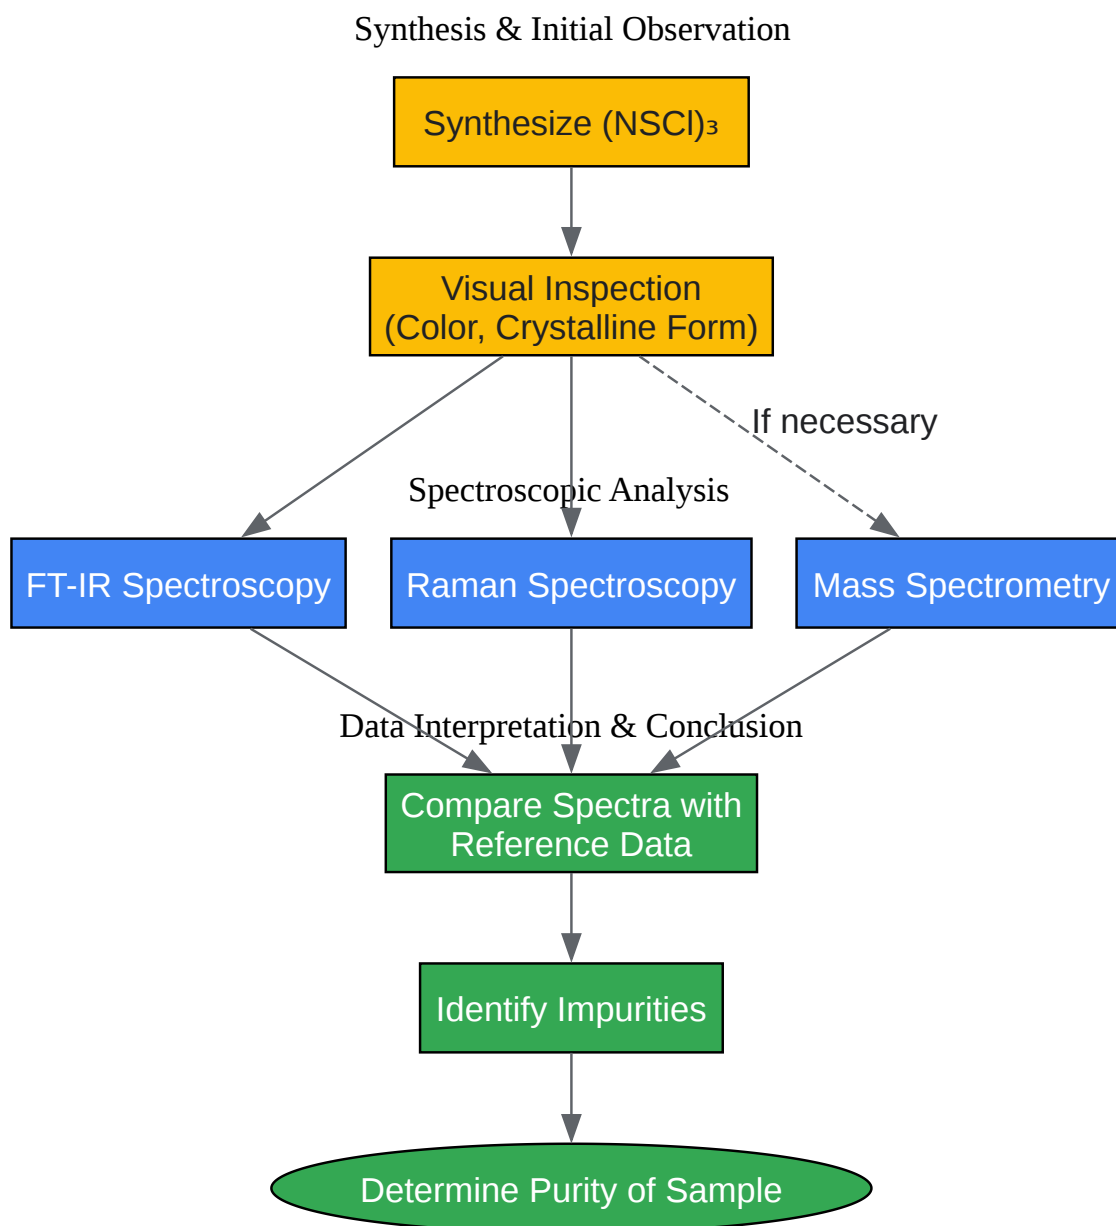 Synthesis & Initial Observation
Synthesize (NSCl)₃
Visual Inspection
(Color, Crystalline Form)
If necessary
Spectroscopic Analysis
FT-IR Spectroscopy
Raman Spectroscopy
Mass Spectrometry
Data Interpretation & Conclusion
Compare Spectra with
Reference Data
Identify Impurities
Determine Purity of Sample